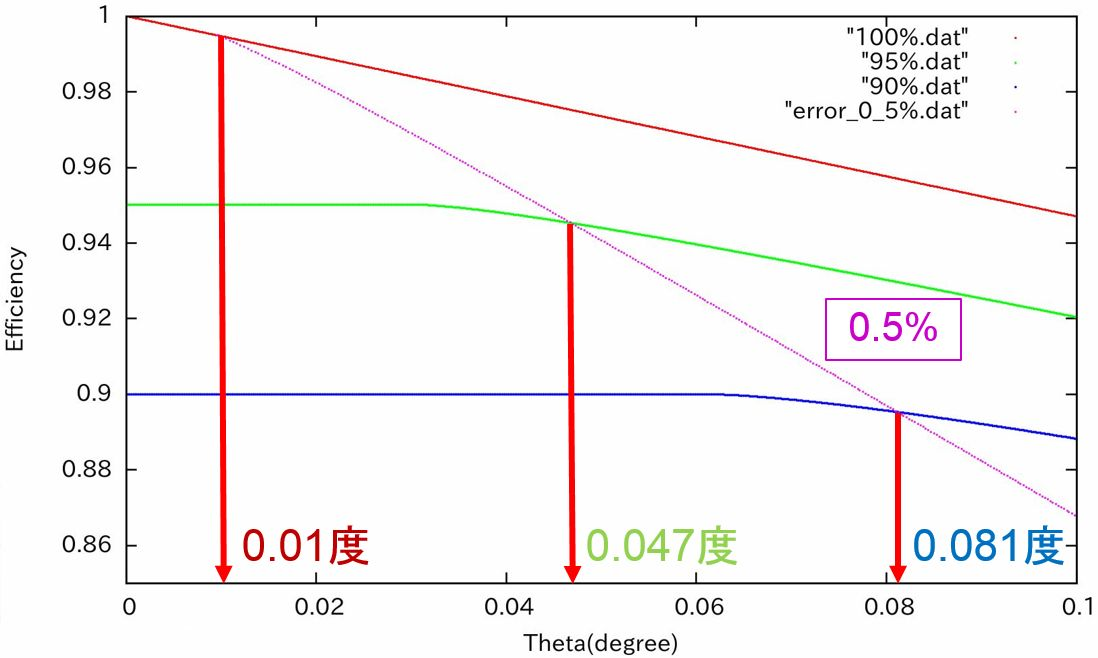 1
0.98
0.96
0.94
0.92
0.9
0.88
0.86
Efficiency
"100%.dat"
"95%.dat"
"90%.dat"
"error_0_5%.dat"
0.5%
0.01度
0.047度
0.081度
0
0.02
0.04
0.06
0.08
0.1
Theta(degree)